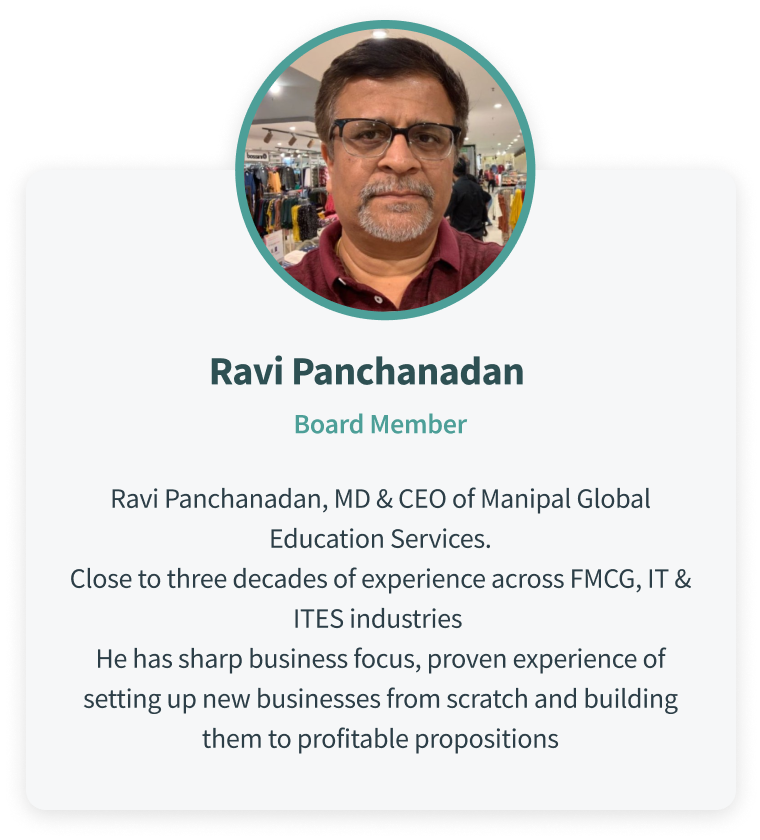 Ravi Panchanadan
Board Member
Ravi Panchanadan, MD & CEO of Manipal Global
Education Services.
Close to three decades of experience across FMCG, IT &
ITES industries
He has sharp business focus, proven experience of
setting up new businesses from scratch and building
them to profitable propositions